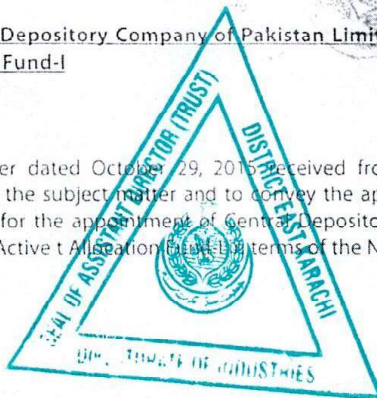 Depository Company of Pakistan Limit
Fund-I
er dated October 29, 2015 received fro
the subject matter and to convey the ap
for the appointment of Central Deposito
Active t Allocation Fund-I in terms of the N
SEAL OF ASSISTANT DIRECTOR (TRUST)
DISTRICT EAST KARACHI
DIRECTORATE OF INDUSTRIES